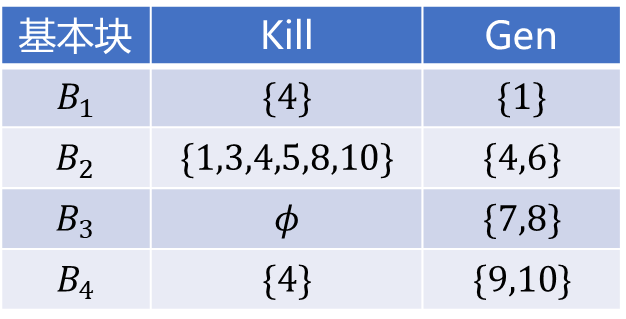 基本块 Kill Gen
B₁ {4} {1}
B₂ {1,3,4,5,8,10} {4,6}
B₃ ϕ {7,8}
B₄ {4} {9,10}